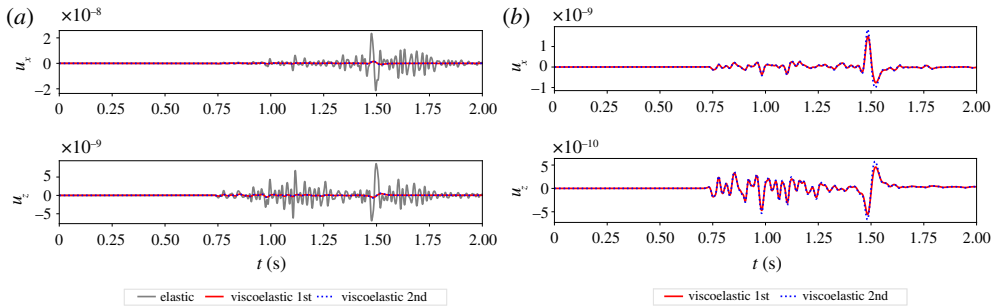 (a)
×10⁻⁸
2
0
−2
u_x
0 0.25 0.50 0.75 1.00 1.25 1.50 1.75 2.00
×10⁻⁹
5
0
−5
u_z
0 0.25 0.50 0.75 1.00 1.25 1.50 1.75 2.00
t (s)
elastic viscoelastic 1st viscoelastic 2nd
(b)
×10⁻⁹
1
0
−1
u_x
0 0.25 0.50 0.75 1.00 1.25 1.50 1.75 2.00
×10⁻¹⁰
5
0
−5
u_z
0 0.25 0.50 0.75 1.00 1.25 1.50 1.75 2.00
t (s)
viscoelastic 1st viscoelastic 2nd